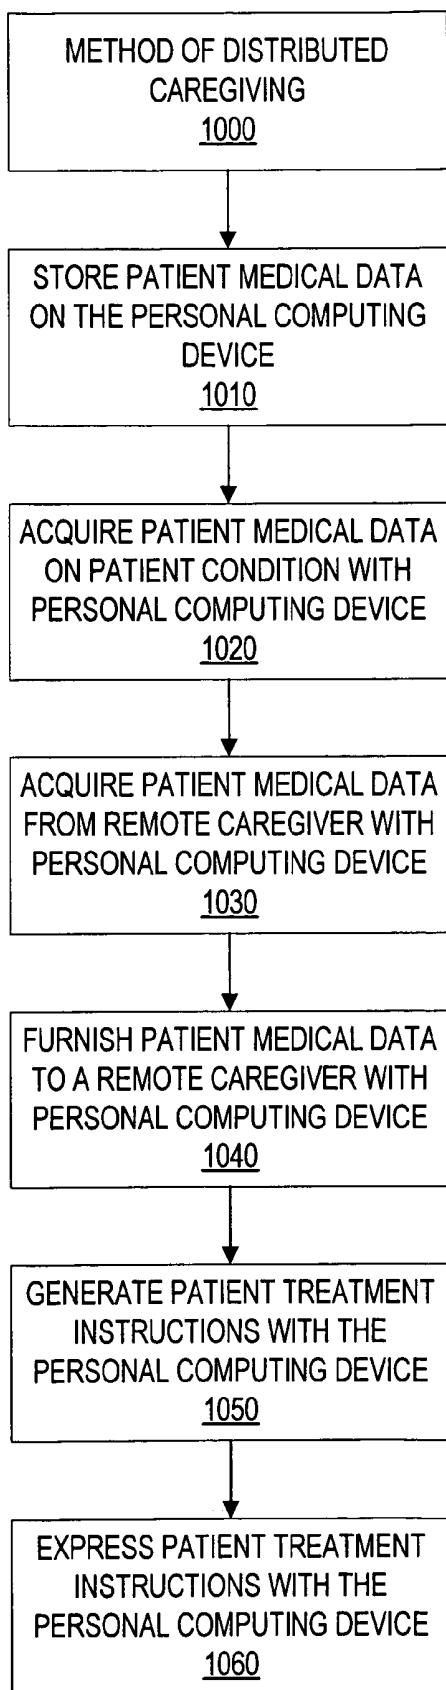 METHOD OF DISTRIBUTED
CAREGIVING
1000
STORE PATIENT MEDICAL DATA
ON THE PERSONAL COMPUTING
DEVICE
1010
ACQUIRE PATIENT MEDICAL DATA
ON PATIENT CONDITION WITH
PERSONAL COMPUTING DEVICE
1020
ACQUIRE PATIENT MEDICAL DATA
FROM REMOTE CAREGIVER WITH
PERSONAL COMPUTING DEVICE
1030
FURNISH PATIENT MEDICAL DATA
TO A REMOTE CAREGIVER WITH
PERSONAL COMPUTING DEVICE
1040
GENERATE PATIENT TREATMENT
INSTRUCTIONS WITH THE
PERSONAL COMPUTING DEVICE
1050
EXPRESS PATIENT TREATMENT
INSTRUCTIONS WITH THE
PERSONAL COMPUTING DEVICE
1060